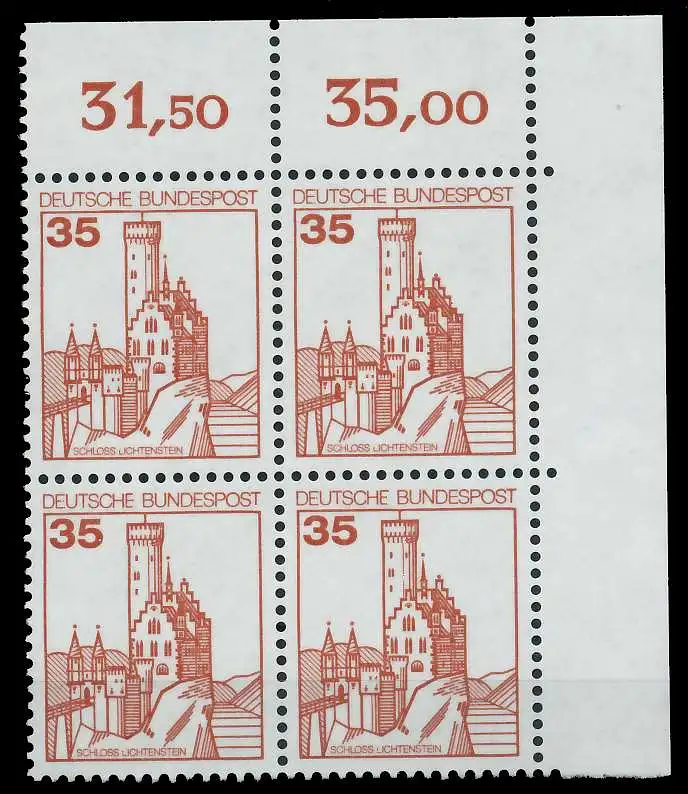 31,50 35,00
DEUTSCHE BUNDESPOST DEUTSCHE BUNDESPOST
35 35
SCHLOSS LICHTENSTEIN SCHLOSS LICHTENSTEIN
DEUTSCHE BUNDESPOST DEUTSCHE BUNDESPOST
35 35
SCHLOSS LICHTENSTEIN SCHLOSS LICHTENSTEIN